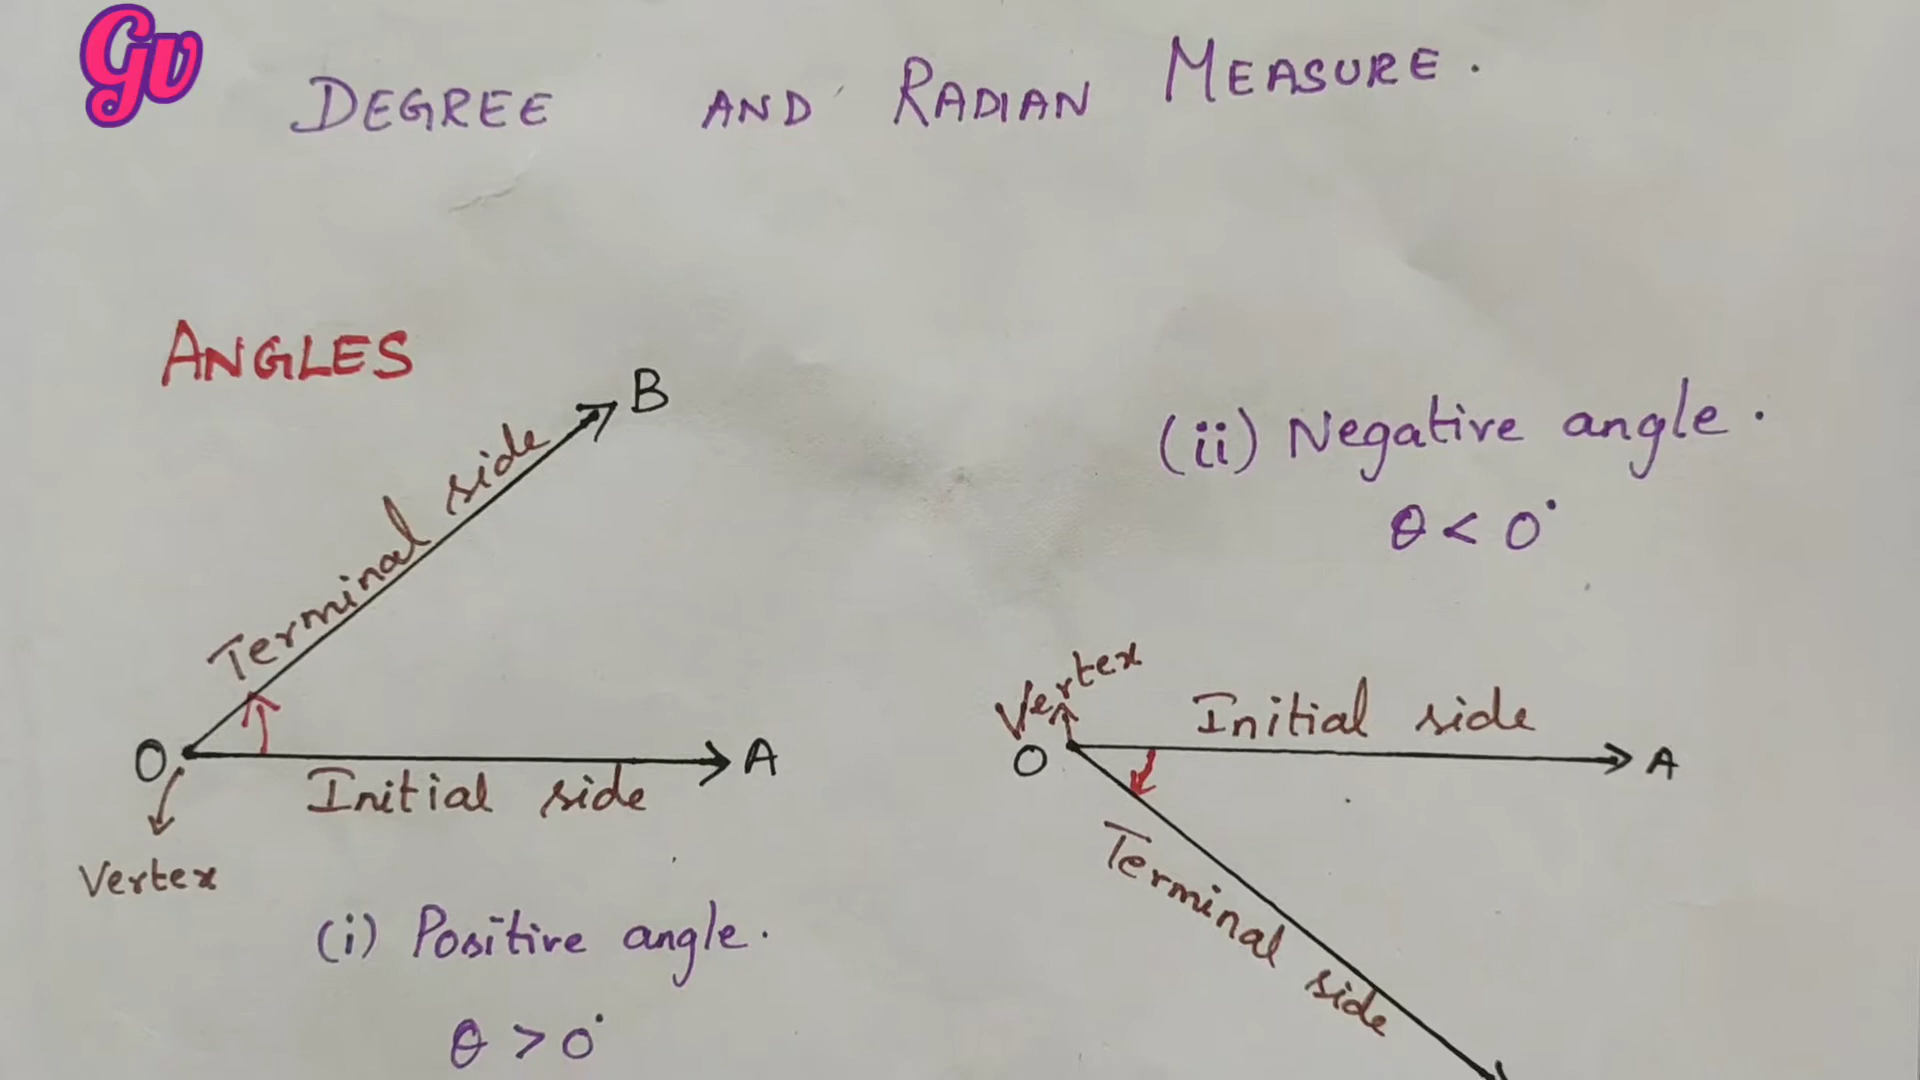 Gv
DEGREE AND RADIAN MEASURE.
ANGLES
B
Terminal side
O
A
Initial side
Vertex
(i) Positive angle.
θ > 0°
(ii) Negative angle.
θ < 0°
Vertex
Initial side
O
A
Terminal side